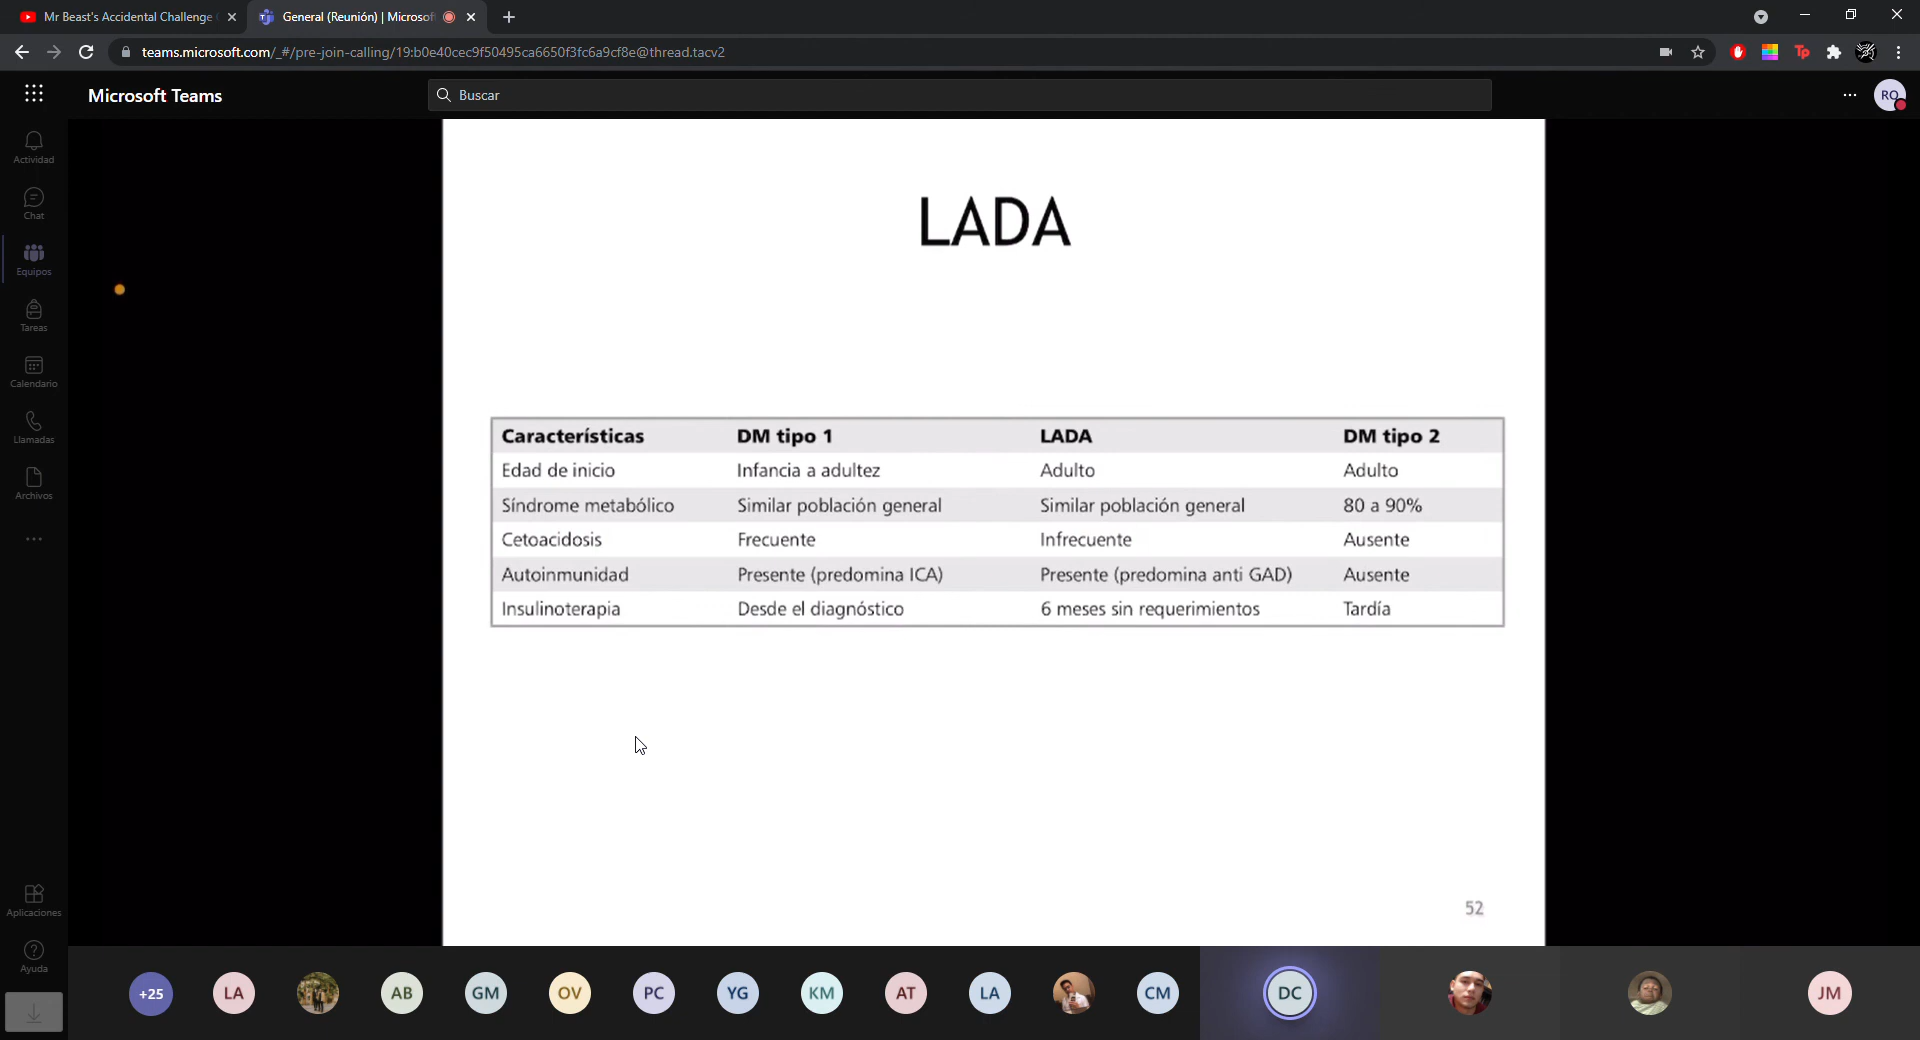 Mr Beast's Accidental Challenge
General (Reunión) | Microsof
teams.microsoft.com/_#/pre-join-calling/19:b0e40cec9f50495ca6650f3fc6a9cf8e@thread.tacv2
Tp
Microsoft Teams
Buscar
RO
Actividad
Chat
Equipos
Tareas
Calendario
Llamadas
Archivos
Aplicaciones
Ayuda
LADA
Características DM tipo 1 LADA DM tipo 2
Edad de inicio Infancia a adultez Adulto Adulto
Síndrome metabólico Similar población general Similar población general 80 a 90%
Cetoacidosis Frecuente Infrecuente Ausente
Autoinmunidad Presente (predomina ICA) Presente (predomina anti GAD) Ausente
Insulinoterapia Desde el diagnóstico 6 meses sin requerimientos Tardía
52
+25 LA AB GM OV PC YG KM AT LA CM DC JM